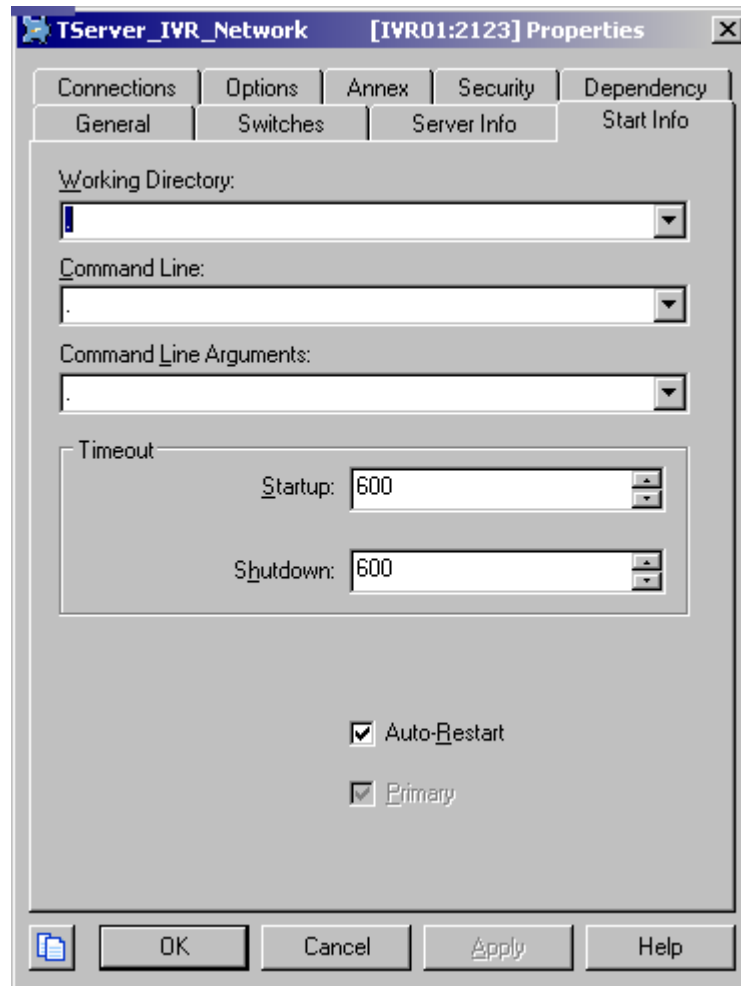 TServer_IVR_Network [IVR01:2123] Properties
Connections Options Annex Security Dependency
General Switches Server Info Start Info
Working Directory:
.
Command Line:
.
Command Line Arguments:
.
Timeout
Startup: 600
Shutdown: 600
Auto-Restart
Primary
OK Cancel Apply Help